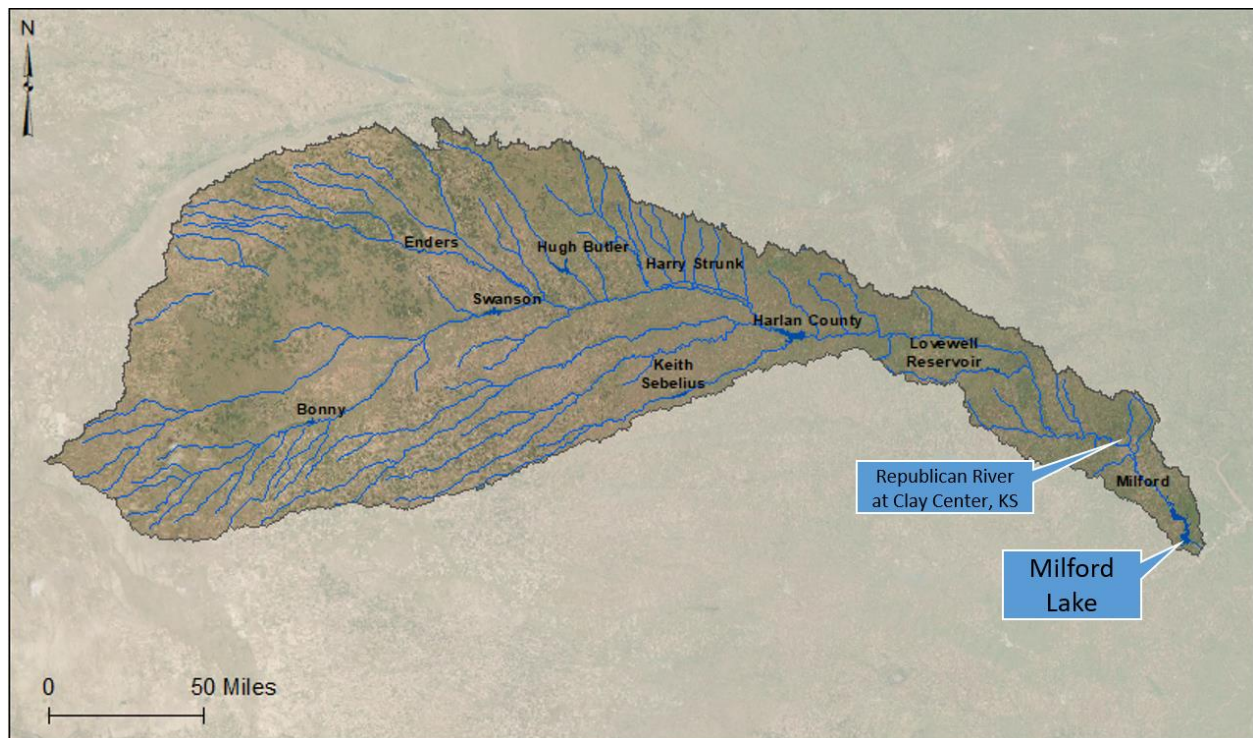 N
Enders
Hugh Butler
Harry Strunk
Swanson
Harlan County
Lovewell
Reservoir
Keith
Sebelius
Bonny
Republican River
at Clay Center, KS
Milford
Milford
Lake
0
50 Miles